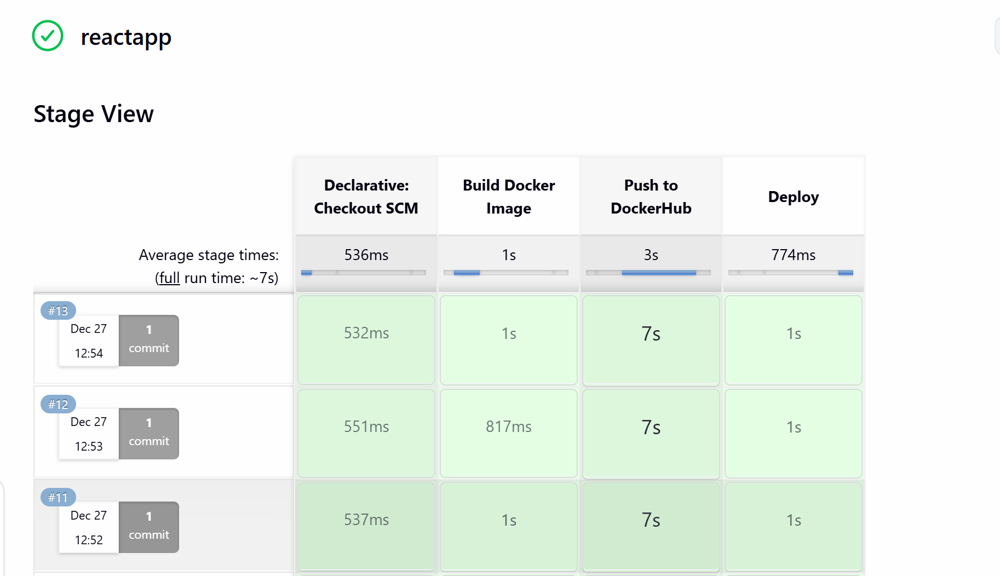 reactapp
Stage View
Declarative:
Checkout SCM
Build Docker
Image
Push to
DockerHub
Deploy
Average stage times:
(full run time: ~7s)
536ms
1s
3s
774ms
#13
Dec 27
12:54
1
commit
532ms
1s
7s
1s
#12
Dec 27
12:53
1
commit
551ms
817ms
7s
1s
#11
Dec 27
12:52
1
commit
537ms
1s
7s
1s